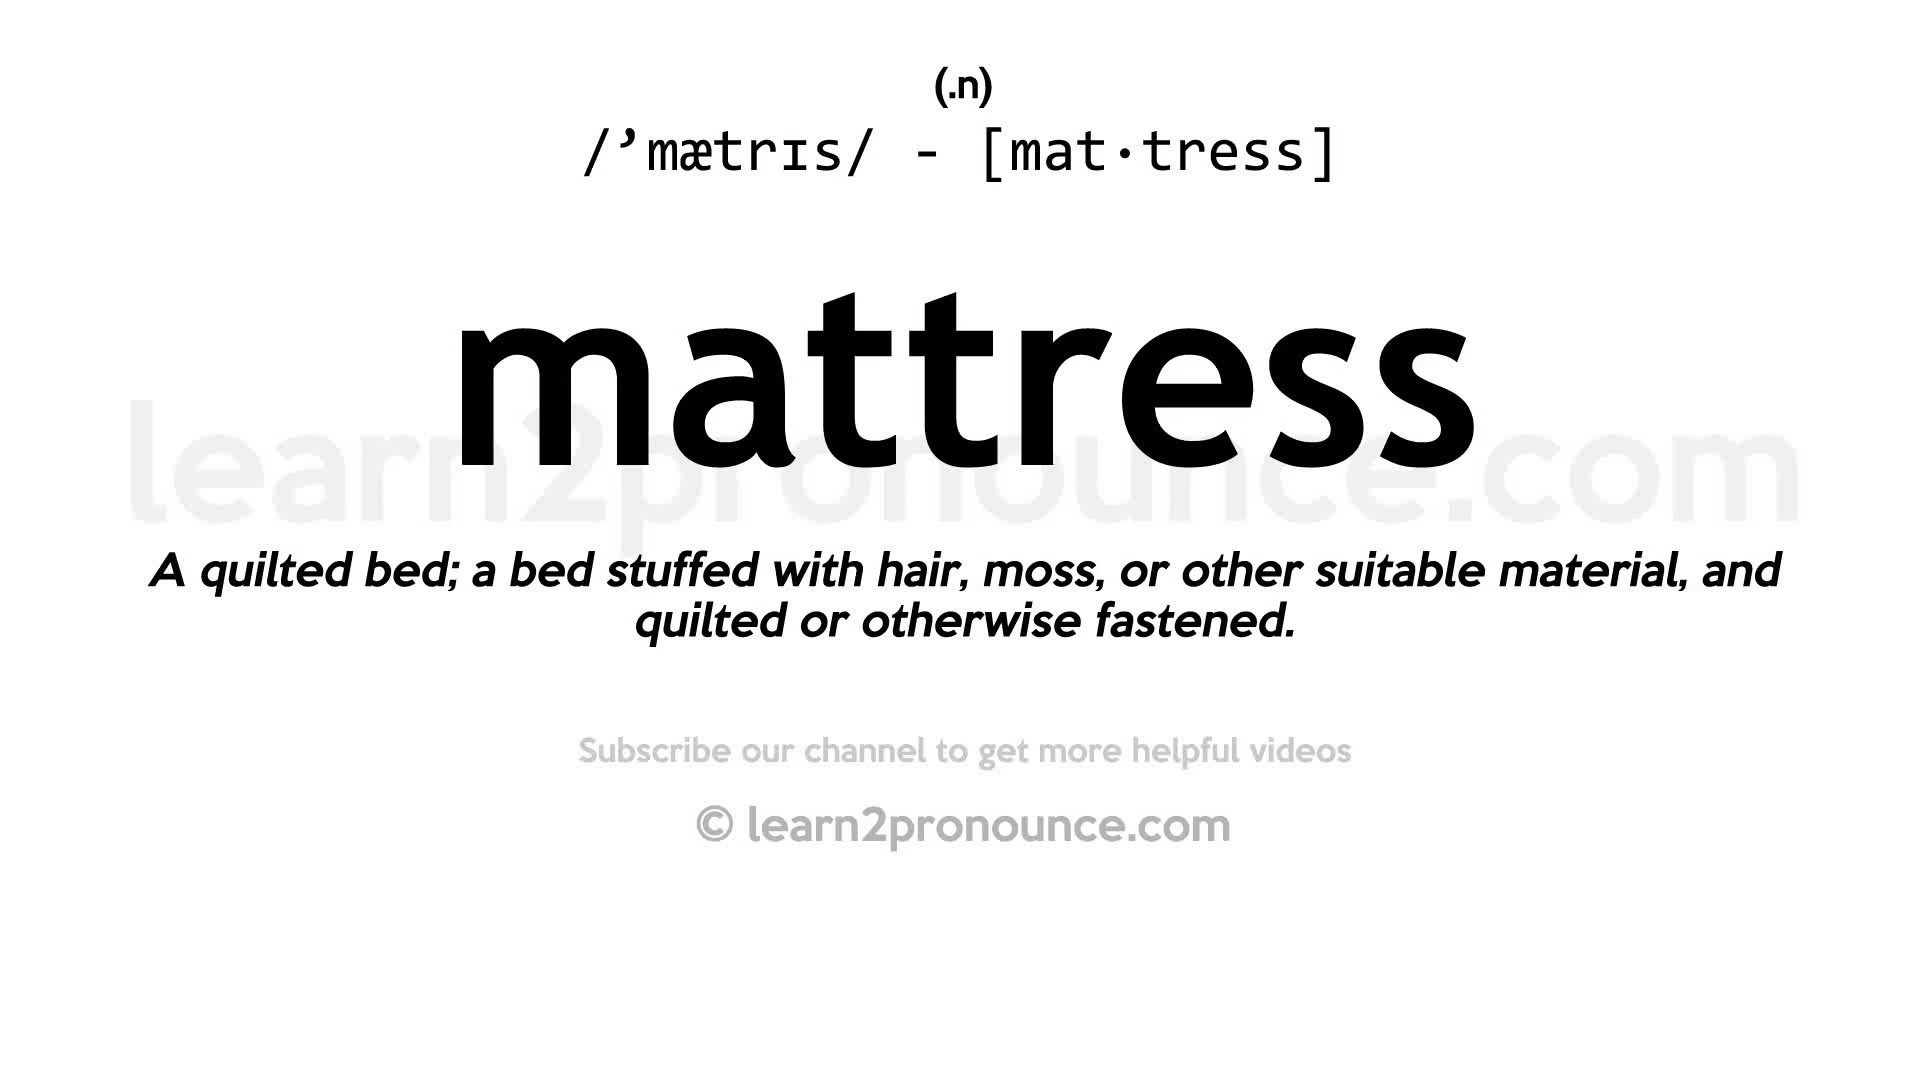 (.n)
/’mætrɪs/ - [mat·tress]
mattress
learn2pronounce.com
A quilted bed; a bed stuffed with hair, moss, or other suitable material, and
quilted or otherwise fastened.
Subscribe our channel to get more helpful videos
© learn2pronounce.com